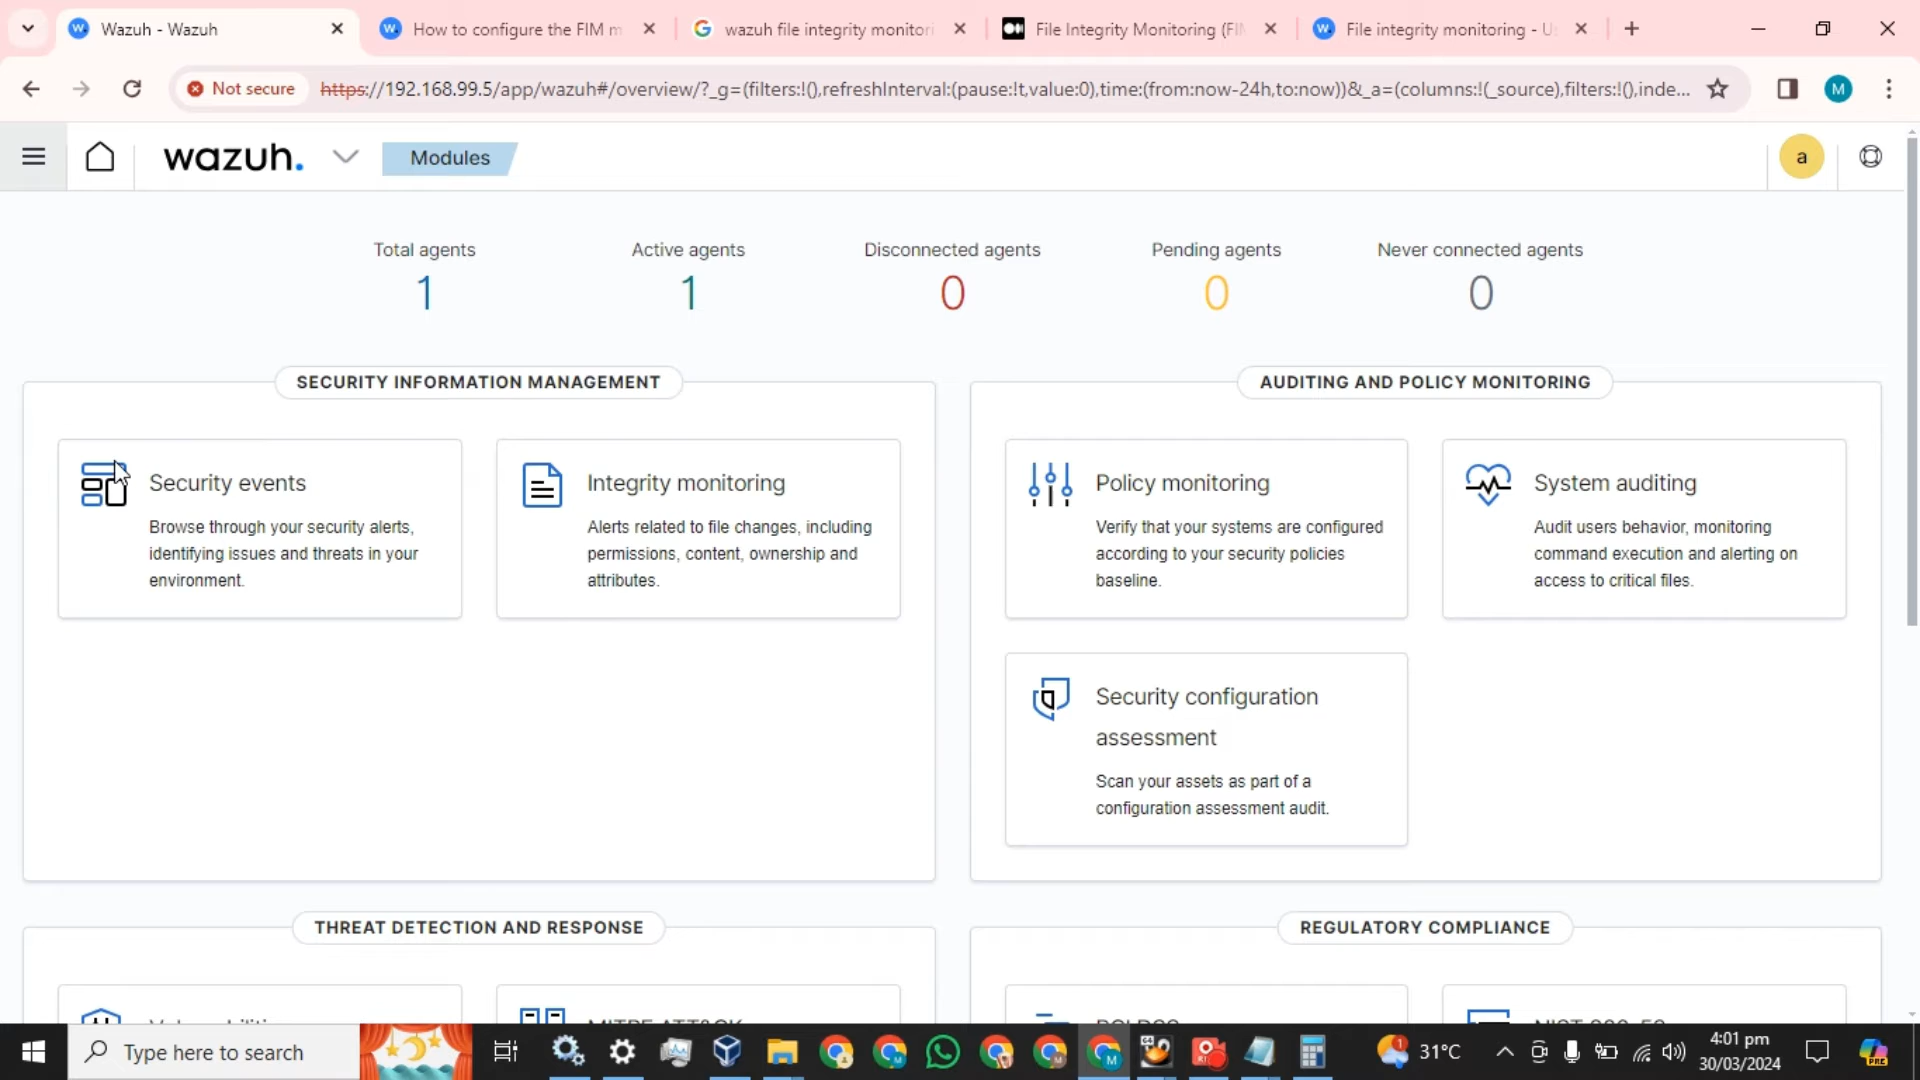 Wazuh - Wazuh
How to configure the FIM m
wazuh file integrity monitori
File Integrity Monitoring (FIM
File integrity monitoring - Us
Not secure
https://192.168.99.5/app/wazuh#/overview/?_g=(filters:!(),refreshInterval:(pause:!t,value:0),time:(from:now-24h,to:now))&_a=(columns:!(_source),filters:!(),inde...
M
wazuh.
Modules
a
Total agents
1
Active agents
1
Disconnected agents
0
Pending agents
0
Never connected agents
0
SECURITY INFORMATION MANAGEMENT
Security events
Browse through your security alerts,
identifying issues and threats in your
environment.
Integrity monitoring
Alerts related to file changes, including
permissions, content, ownership and
attributes.
AUDITING AND POLICY MONITORING
Policy monitoring
Verify that your systems are configured
according to your security policies
baseline.
System auditing
Audit users behavior, monitoring
command execution and alerting on
access to critical files.
Security configuration
assessment
Scan your assets as part of a
configuration assessment audit.
THREAT DETECTION AND RESPONSE
REGULATORY COMPLIANCE
Type here to search
31°C
4:01 pm
30/03/2024